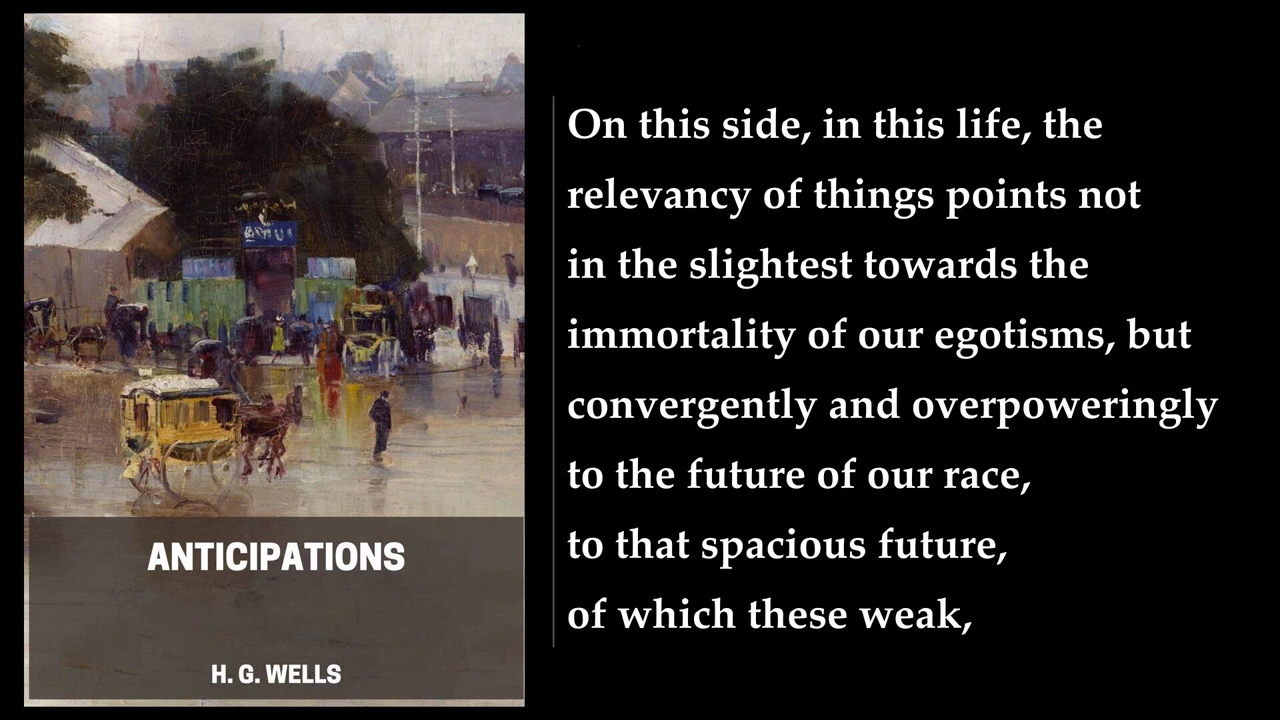 ANTICIPATIONS
H. G. WELLS
On this side, in this life, the
relevancy of things points not
in the slightest towards the
immortality of our egotisms, but
convergently and overpoweringly
to the future of our race,
to that spacious future,
of which these weak,